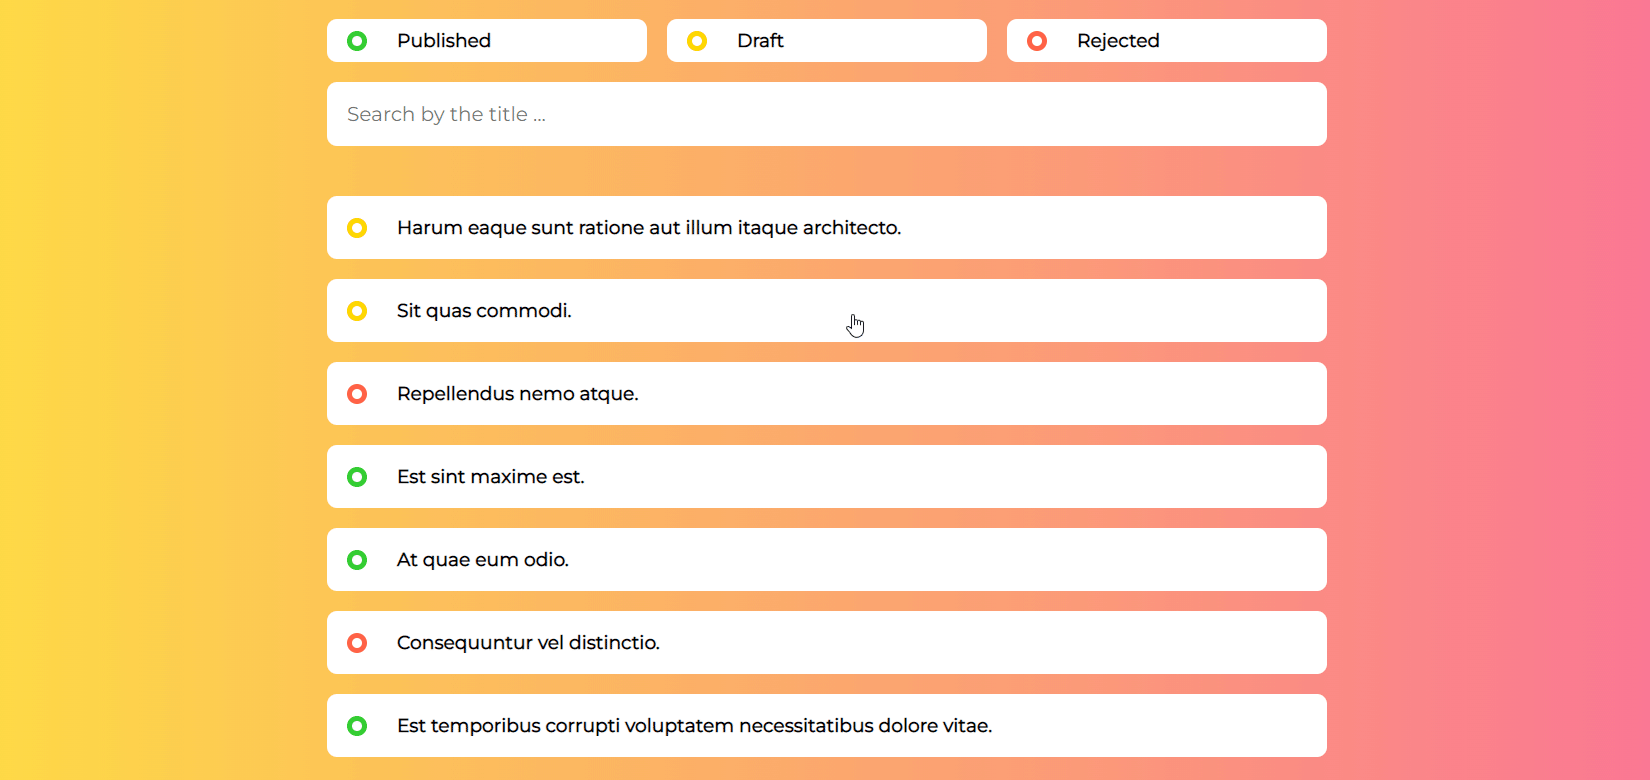 Published
Draft
Rejected
Search by the title ...
Harum eaque sunt ratione aut illum itaque architecto.
Sit quas commodi.
Repellendus nemo atque.
Est sint maxime est.
At quae eum odio.
Consequuntur vel distinctio.
Est temporibus corrupti voluptatem necessitatibus dolore vitae.